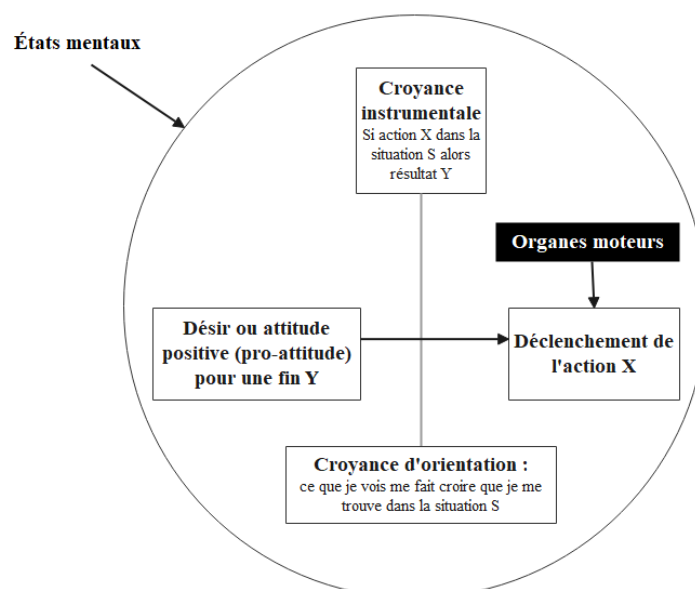 États mentaux
Croyance
instrumentale
Si action X dans la
situation S alors
résultat Y
Organes moteurs
Désir ou attitude
positive (pro-attitude)
pour une fin Y
Déclenchement de
l'action X
Croyance d'orientation :
ce que je vois me fait croire que je me
trouve dans la situation S